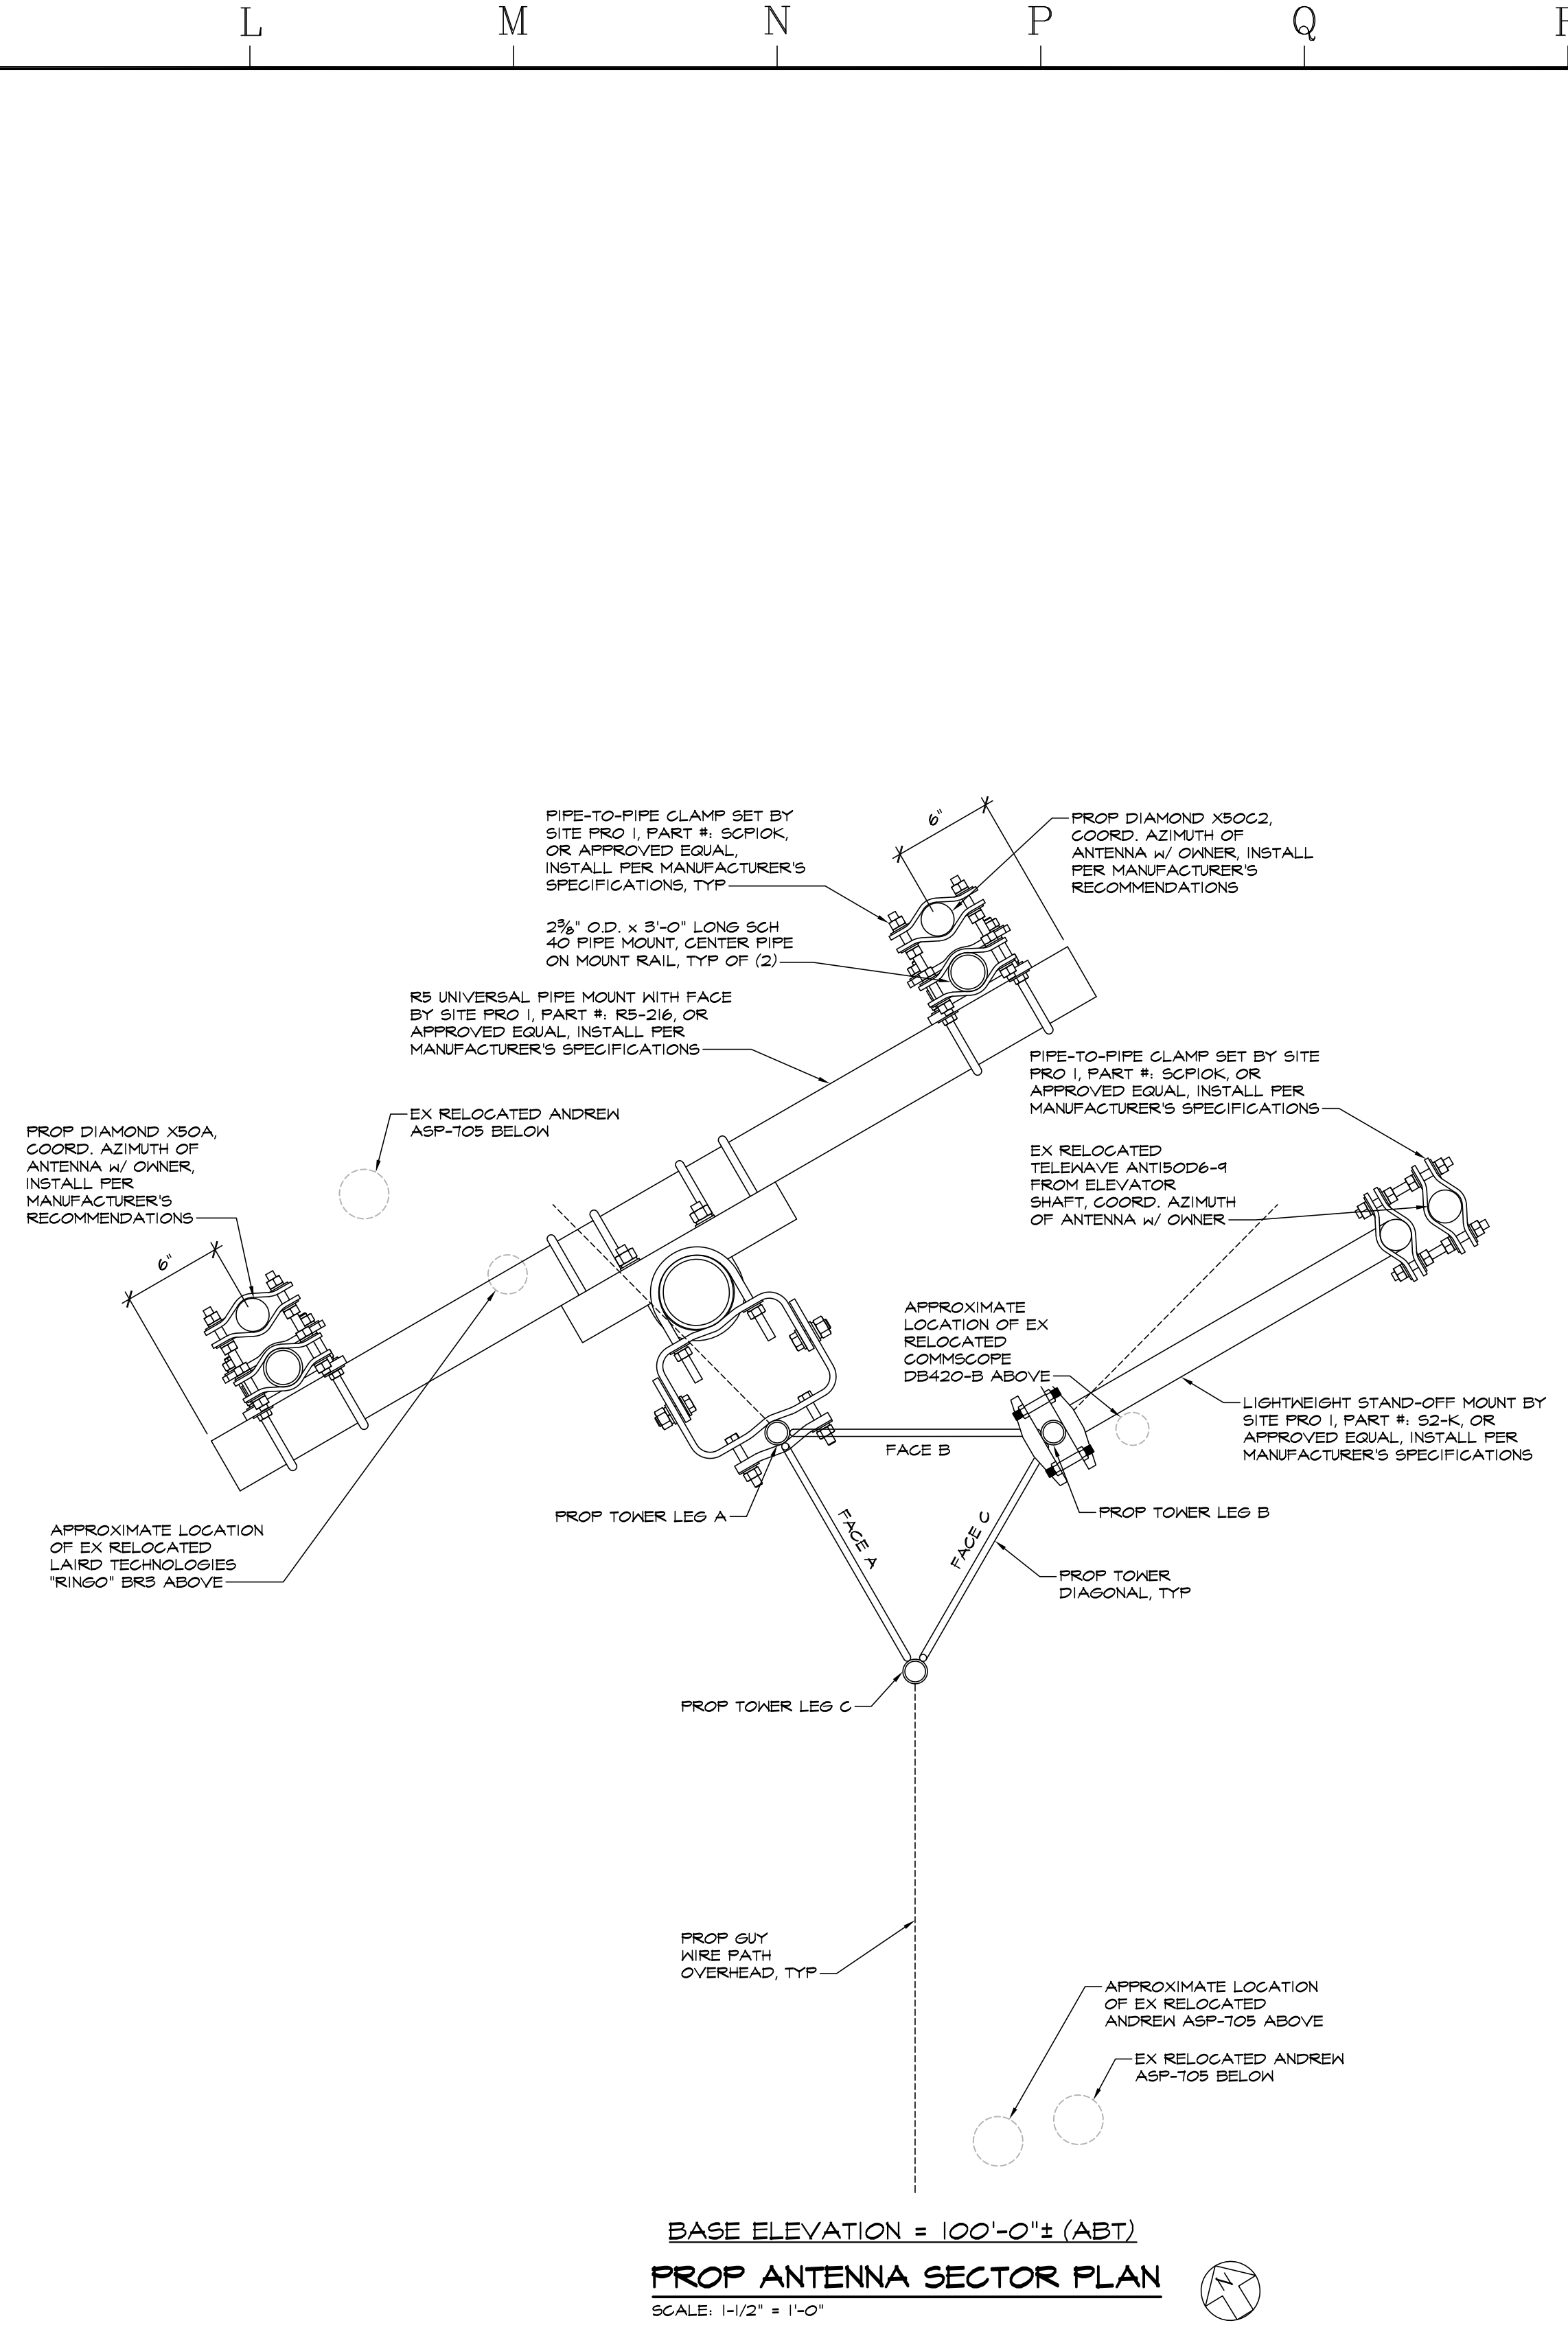 L M N P Q
PIPE-TO-PIPE CLAMP SET BY
SITE PRO 1, PART #: SCP10K,
OR APPROVED EQUAL,
INSTALL PER MANUFACTURER'S
SPECIFICATIONS, TYP
6"
PROP DIAMOND X50C2,
COORD. AZIMUTH OF
ANTENNA W/ OWNER, INSTALL
PER MANUFACTURER'S
RECOMMENDATIONS
2⅜" O.D. x 3'-0" LONG SCH
40 PIPE MOUNT, CENTER PIPE
ON MOUNT RAIL, TYP OF (2)
R5 UNIVERSAL PIPE MOUNT WITH FACE
BY SITE PRO 1, PART #: R5-216, OR
APPROVED EQUAL, INSTALL PER
MANUFACTURER'S SPECIFICATIONS
PIPE-TO-PIPE CLAMP SET BY SITE
PRO 1, PART #: SCP10K, OR
APPROVED EQUAL, INSTALL PER
MANUFACTURER'S SPECIFICATIONS
EX RELOCATED ANDREW
ASP-705 BELOW
PROP DIAMOND X50A,
COORD. AZIMUTH OF
ANTENNA W/ OWNER,
INSTALL PER
MANUFACTURER'S
RECOMMENDATIONS
6"
EX RELOCATED
TELEWAVE ANT150D6-9
FROM ELEVATOR
SHAFT, COORD. AZIMUTH
OF ANTENNA W/ OWNER
APPROXIMATE
LOCATION OF EX
RELOCATED
COMMSCOPE
DB420-B ABOVE
LIGHTWEIGHT STAND-OFF MOUNT BY
SITE PRO 1, PART #: S2-K, OR
APPROVED EQUAL, INSTALL PER
MANUFACTURER'S SPECIFICATIONS
FACE B
PROP TOWER LEG A
PROP TOWER LEG B
FACE A
FACE C
APPROXIMATE LOCATION
OF EX RELOCATED
LAIRD TECHNOLOGIES
"RINGO" BR3 ABOVE
PROP TOWER
DIAGONAL, TYP
PROP TOWER LEG C
PROP GUY
WIRE PATH
OVERHEAD, TYP
APPROXIMATE LOCATION
OF EX RELOCATED
ANDREW ASP-705 ABOVE
EX RELOCATED ANDREW
ASP-705 BELOW
BASE ELEVATION = 100'-0"± (ABT)
PROP ANTENNA SECTOR PLAN
N
SCALE: 1-1/2" = 1'-0"